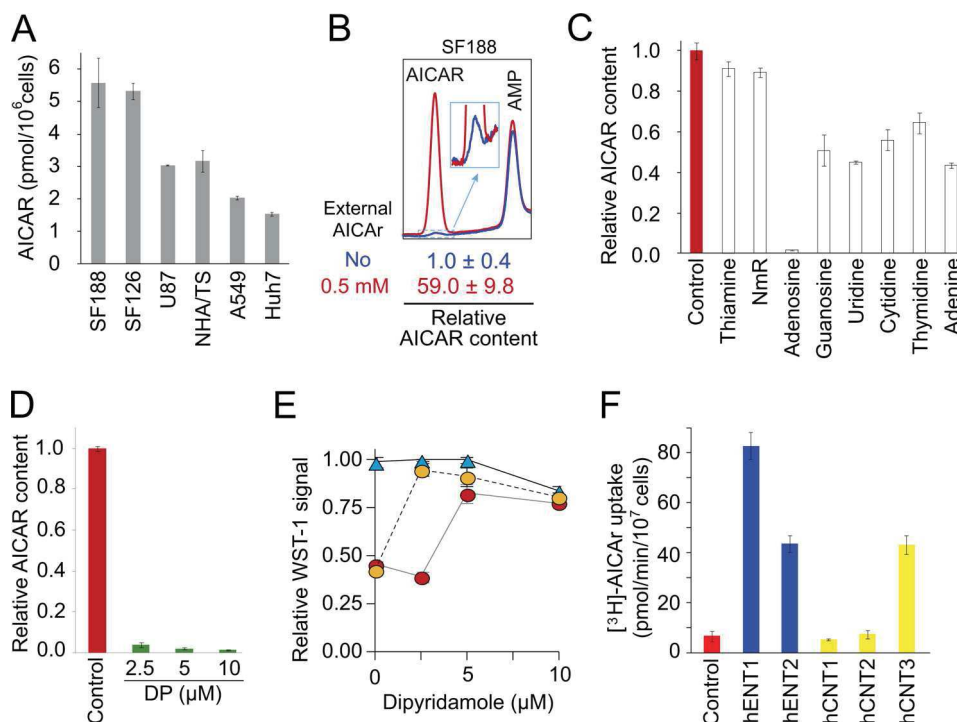 A
AICAR (pmol/10⁶cells)
6
5
4
3
2
1
0
SF188
SF126
U87
NHA/TS
A549
Huh7
B
SF188
AICAR
AMP
External
AICAr
No
1.0 ± 0.4
0.5 mM
59.0 ± 9.8
Relative
AICAR content
C
Relative AICAR content
1.0
0.8
0.6
0.4
0.2
0.0
Control
Thiamine
NmR
Adenosine
Guanosine
Uridine
Cytidine
Thymidine
Adenine
D
Relative AICAR content
1.0
0.8
0.6
0.4
0.2
0.0
Control
2.5 5 10
DP (µM)
E
Relative WST-1 signal
1.00
0.75
0.50
0.25
0.00
0 5 10
Dipyridamole (µM)
F
[³H]-AICAr uptake
(pmol/min/10⁷ cells)
80
60
40
20
0
Control
hENT1
hENT2
hCNT1
hCNT2
hCNT3